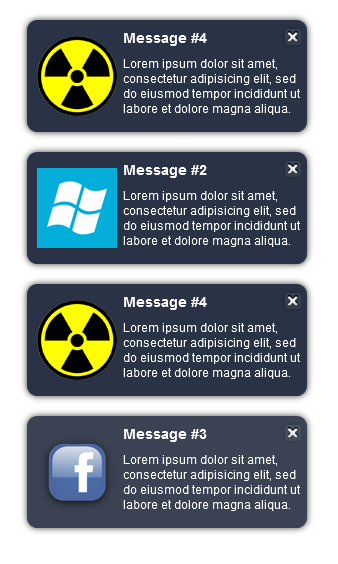 Message #4
Lorem ipsum dolor sit amet,
consectetur adipisicing elit, sed
do eiusmod tempor incididunt ut
labore et dolore magna aliqua.
Message #2
Lorem ipsum dolor sit amet,
consectetur adipisicing elit, sed
do eiusmod tempor incididunt ut
labore et dolore magna aliqua.
Message #4
Lorem ipsum dolor sit amet,
consectetur adipisicing elit, sed
do eiusmod tempor incididunt ut
labore et dolore magna aliqua.
Message #3
f
Lorem ipsum dolor sit amet,
consectetur adipisicing elit, sed
do eiusmod tempor incididunt ut
labore et dolore magna aliqua.